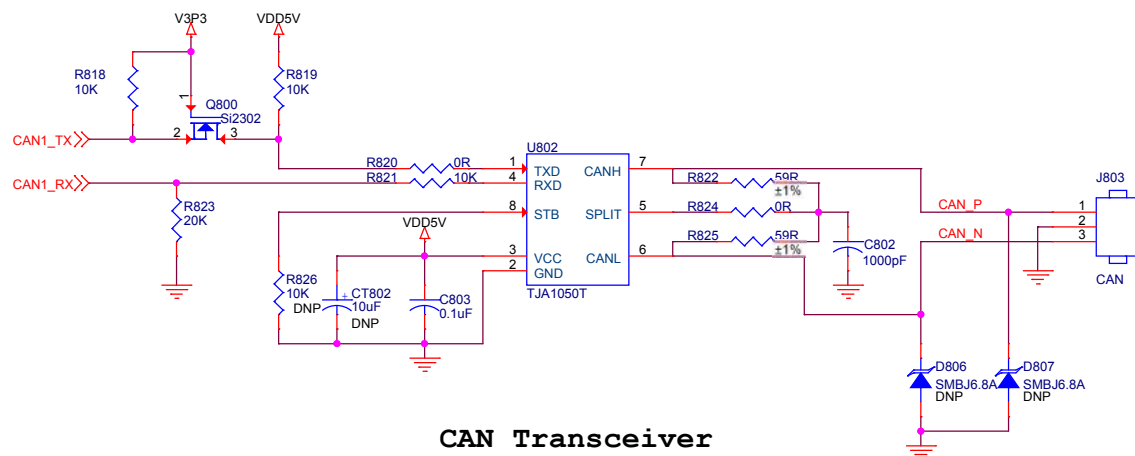 V3P3
VDD5V
R818
10K
R819
10K
1
Q800
Si2302
CAN1_TX
2
3
U802
R820
0R
1
TXD
CANH
7
CAN1_RX
R821
10K
4
RXD
R822
59R
±1%
J803
R823
20K
8
STB
SPLIT
5
R824
0R
CAN_P
1
2
VDD5V
R825
59R
±1%
CAN_N
3
C802
1000pF
3
VCC
CANL
6
2
GND
CAN
R826
10K
DNP
+
CT802
10uF
DNP
C803
0.1uF
TJA1050T
D806
SMBJ6.8A
DNP
D807
SMBJ6.8A
DNP
CAN Transceiver